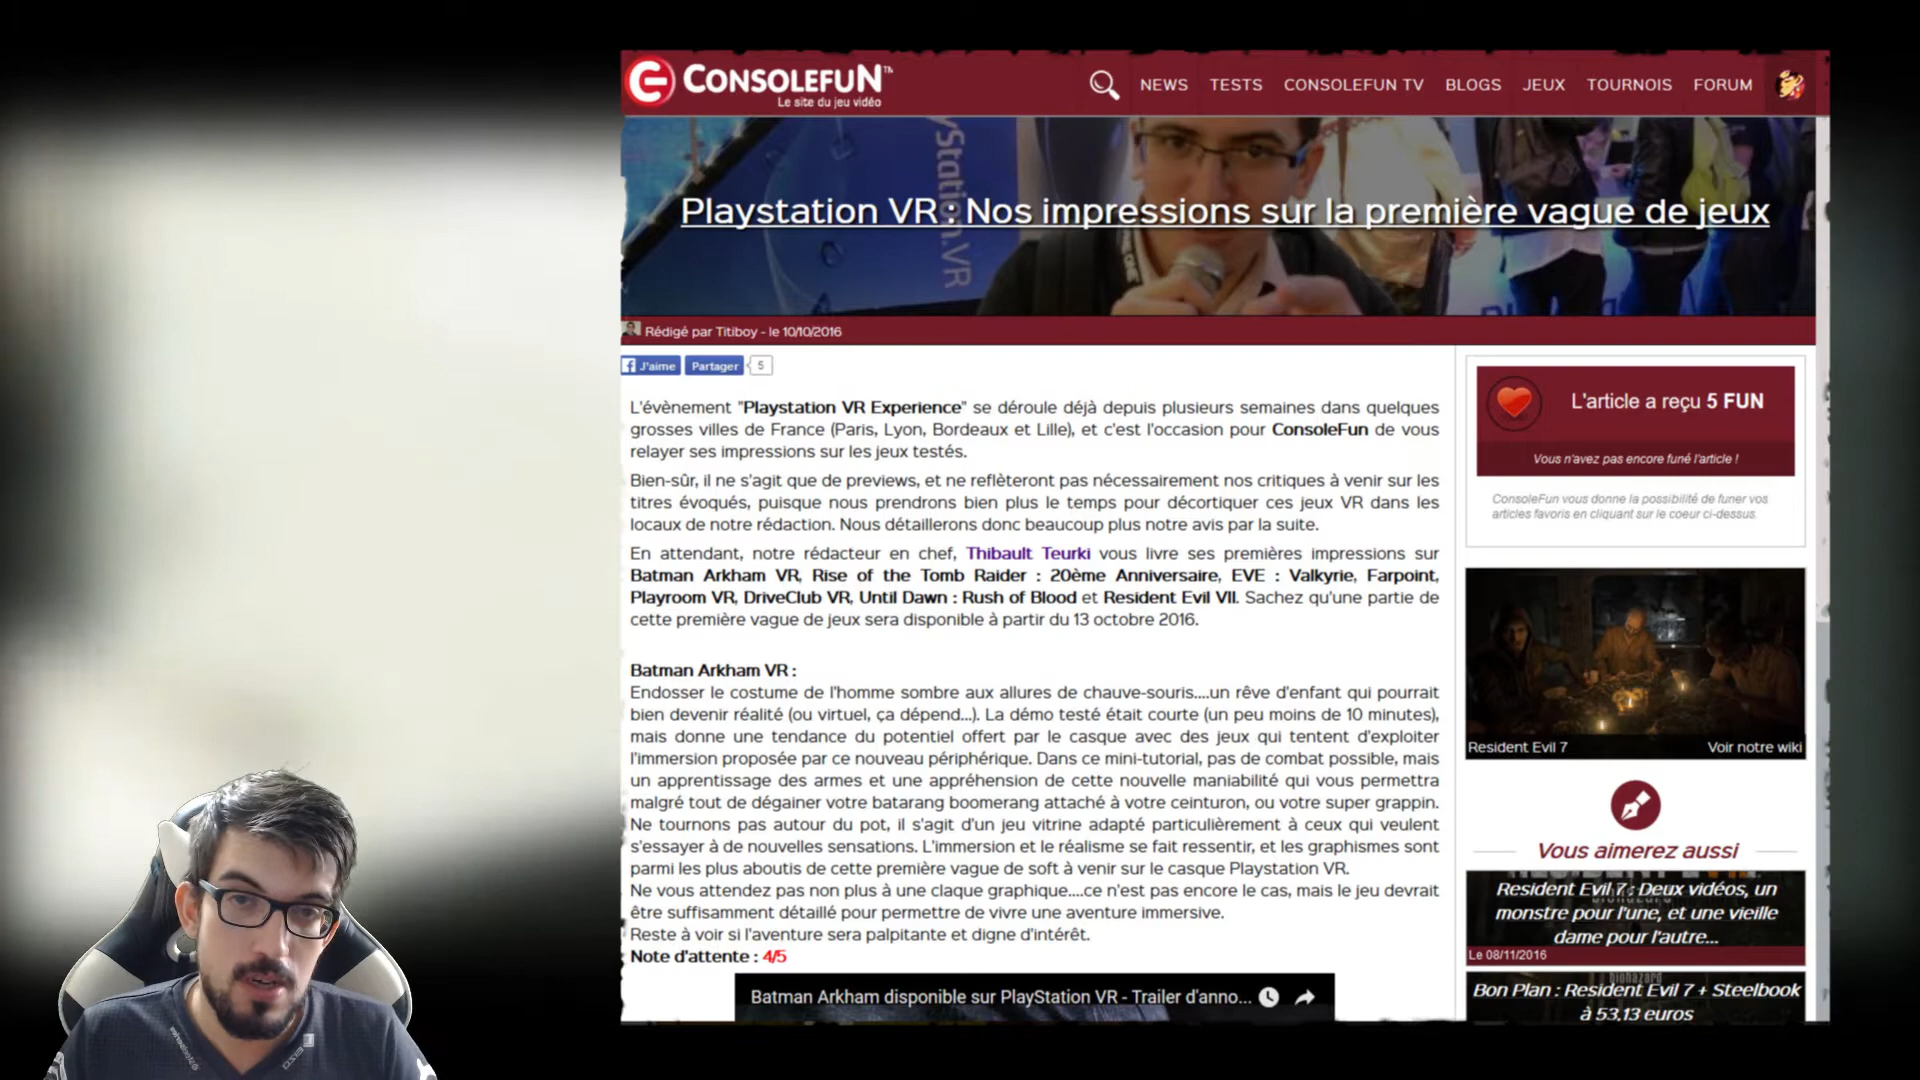 CONSOLEFUN™
Le site du jeu vidéo
NEWS TESTS CONSOLEFUN TV BLOGS JEUX TOURNOIS FORUM
yStation.VR
Playstation VR : Nos impressions sur la première vague de jeux
Rédigé par Titiboy - le 10/10/2016
J'aime Partager 5
L'évènement "Playstation VR Experience" se déroule déjà depuis plusieurs semaines dans quelques
grosses villes de France (Paris, Lyon, Bordeaux et Lille), et c'est l'occasion pour ConsoleFun de vous
relayer ses impressions sur les jeux testés.
Bien-sûr, il ne s'agit que de previews, et ne reflèteront pas nécessairement nos critiques à venir sur les
titres évoqués, puisque nous prendrons bien plus le temps pour décortiquer ces jeux VR dans les
locaux de notre rédaction. Nous détaillerons donc beaucoup plus notre avis par la suite.
En attendant, notre rédacteur en chef, Thibault Teurki vous livre ses premières impressions sur
Batman Arkham VR, Rise of the Tomb Raider : 20ème Anniversaire, EVE : Valkyrie, Farpoint,
Playroom VR, DriveClub VR, Until Dawn : Rush of Blood et Resident Evil VII. Sachez qu'une partie de
cette première vague de jeux sera disponible à partir du 13 octobre 2016.
Batman Arkham VR :
Endosser le costume de l'homme sombre aux allures de chauve-souris....un rêve d'enfant qui pourrait
bien devenir réalité (ou virtuel, ça dépend...). La démo testé était courte (un peu moins de 10 minutes),
mais donne une tendance du potentiel offert par le casque avec des jeux qui tentent d'exploiter
l'immersion proposée par ce nouveau périphérique. Dans ce mini-tutorial, pas de combat possible, mais
un apprentissage des armes et une appréhension de cette nouvelle maniabilité qui vous permettra
malgré tout de dégainer votre batarang boomerang attaché à votre ceinturon, ou votre super grappin.
Ne tournons pas autour du pot, il s'agit d'un jeu vitrine adapté particulièrement à ceux qui veulent
s'essayer à de nouvelles sensations. L'immersion et le réalisme se fait ressentir, et les graphismes sont
parmi les plus aboutis de cette première vague de soft à venir sur le casque Playstation VR.
Ne vous attendez pas non plus à une claque graphique....ce n'est pas encore le cas, mais le jeu devrait
être suffisamment détaillé pour permettre de vivre une aventure immersive.
Reste à voir si l'aventure sera palpitante et digne d'intérêt.
Note d'attente : 4/5
Batman Arkham disponible sur PlayStation VR - Trailer d'anno...
L'article a reçu 5 FUN
Vous n'avez pas encore funé l'article !
ConsoleFun vous donne la possibilité de funer vos
articles favoris en cliquant sur le coeur ci-dessus.
Resident Evil 7 Voir notre wiki
Vous aimerez aussi
Resident Evil 7 : Deux vidéos, un
monstre pour l'une, et une vieille
dame pour l'autre...
Le 08/11/2016
biohazard
Bon Plan : Resident Evil 7 + Steelbook
à 53,13 euros